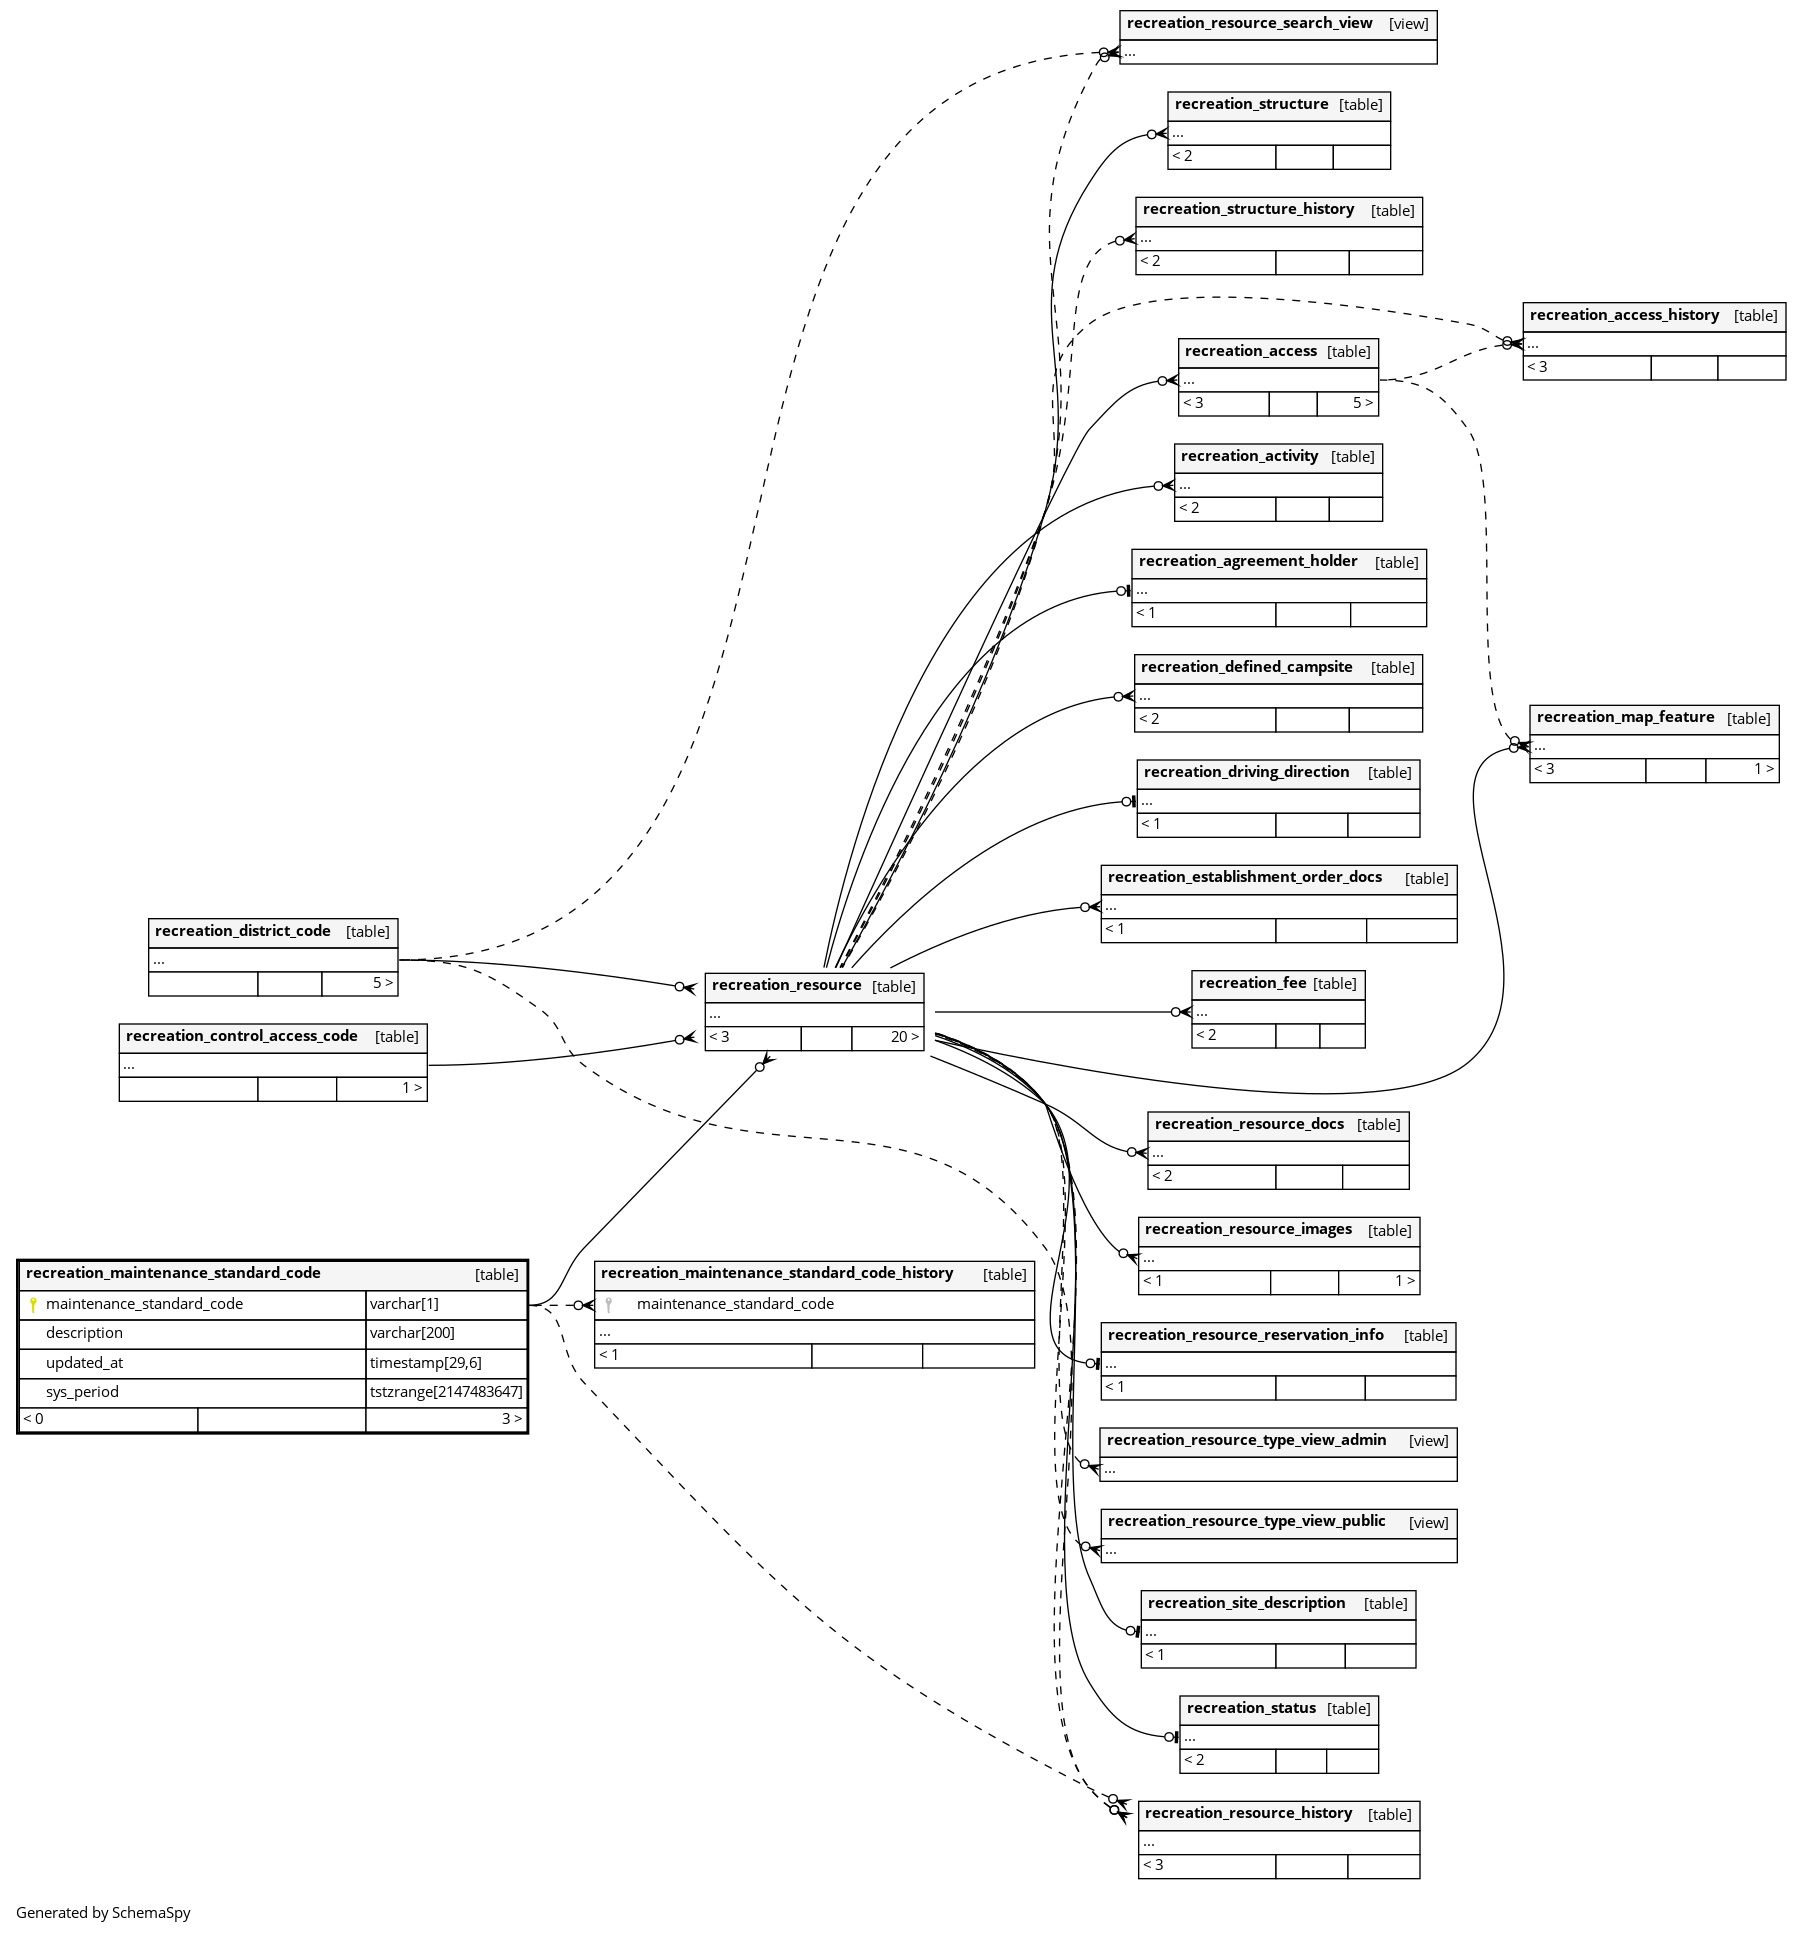 recreation_resource_search_view [view]
...
recreation_structure [table]
...
< 2
recreation_structure_history [table]
...
< 2
recreation_access_history [table]
...
< 3
recreation_access [table]
...
< 3 5 >
recreation_activity [table]
...
< 2
recreation_agreement_holder [table]
...
< 1
recreation_defined_campsite [table]
...
< 2
recreation_map_feature [table]
...
< 3 1 >
recreation_driving_direction [table]
...
< 1
recreation_establishment_order_docs [table]
...
< 1
recreation_district_code [table]
...
5 >
recreation_resource [table]
...
< 3 20 >
recreation_fee [table]
...
< 2
recreation_control_access_code [table]
...
1 >
recreation_resource_docs [table]
...
< 2
recreation_resource_images [table]
...
< 1 1 >
recreation_maintenance_standard_code [table]
maintenance_standard_code varchar[1]
description varchar[200]
updated_at timestamp[29,6]
sys_period tstzrange[2147483647]
< 0 3 >
recreation_maintenance_standard_code_history [table]
maintenance_standard_code
...
< 1
recreation_resource_reservation_info [table]
...
< 1
recreation_resource_type_view_admin [view]
...
recreation_resource_type_view_public [view]
...
recreation_site_description [table]
...
< 1
recreation_status [table]
...
< 2
recreation_resource_history [table]
...
< 3
Generated by SchemaSpy